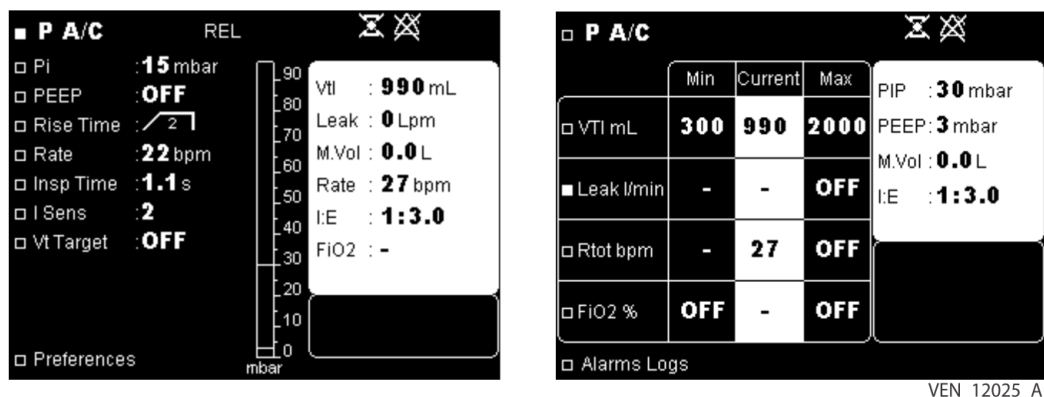 P A/C REL
Pi :15 mbar
PEEP :OFF
Rise Time : 2
Rate :22 bpm
Insp Time :1.1 s
I Sens :2
Vt Target :OFF
Preferences
90
80
70
60
50
40
30
20
10
0
mbar
Vtl : 990 mL
Leak : 0 Lpm
M.Vol : 0.0 L
Rate : 27 bpm
I:E : 1:3.0
FiO2 : -
P A/C
Min Current Max
VTI mL 300 990 2000
Leak l/min - - OFF
Rtot bpm - 27 OFF
FiO2 % OFF - OFF
Alarms Logs
PIP : 30 mbar
PEEP: 3 mbar
M.Vol : 0.0 L
I:E : 1:3.0
VEN 12025 A